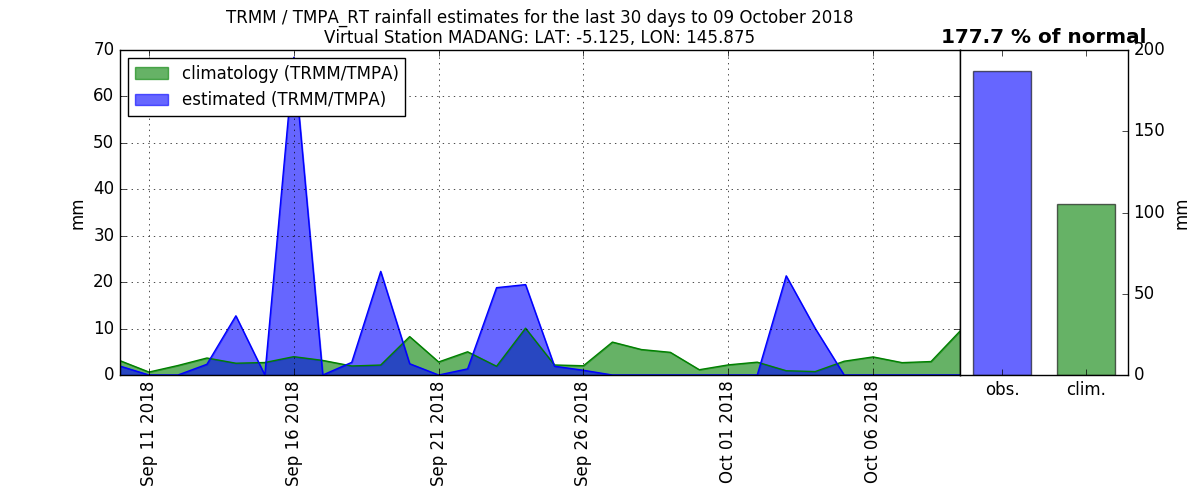 TRMM / TMPA_RT rainfall estimates for the last 30 days to 09 October 2018
Virtual Station MADANG: LAT: -5.125, LON: 145.875
177.7 % of normal
climatology (TRMM/TMPA)
estimated (TRMM/TMPA)
70
60
50
40
30
20
10
0
mm
Sep 11 2018
Sep 16 2018
Sep 21 2018
Sep 26 2018
Oct 01 2018
Oct 06 2018
200
150
100
50
0
mm
obs.
clim.